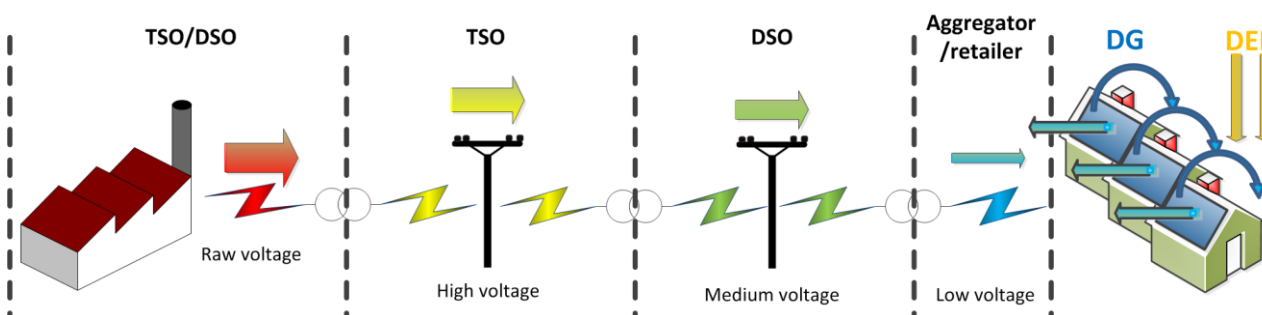 TSO/DSO
TSO
DSO
Aggregator
/retailer
DG
Raw voltage
High voltage
Medium voltage
Low voltage